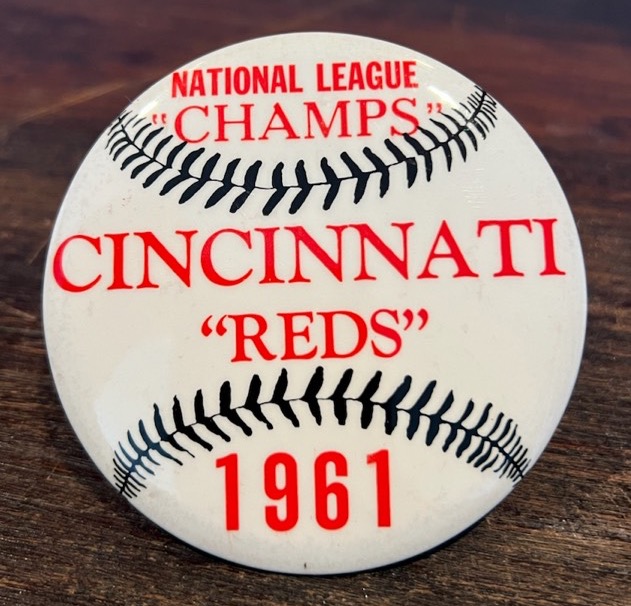 NATIONAL LEAGUE
"CHAMPS"
CINCINNATI
“REDS”
1961